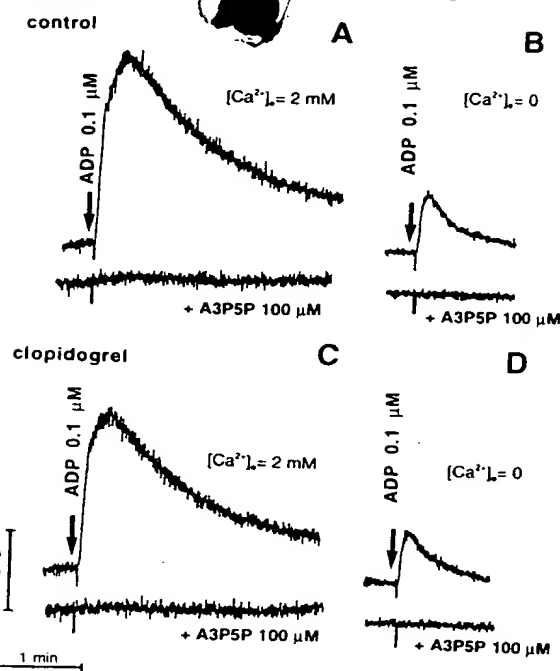 control
A
B
ADP 0.1 µM
[Ca²⁺]ₒ= 2 mM
ADP 0.1 µM
[Ca²⁺]ₒ= 0
+ A3P5P 100 µM
+ A3P5P 100 µM
clopidogrel
C
D
ADP 0.1 µM
[Ca²⁺]ₒ= 2 mM
ADP 0.1 µM
[Ca²⁺]ₒ= 0
+ A3P5P 100 µM
+ A3P5P 100 µM
1 min